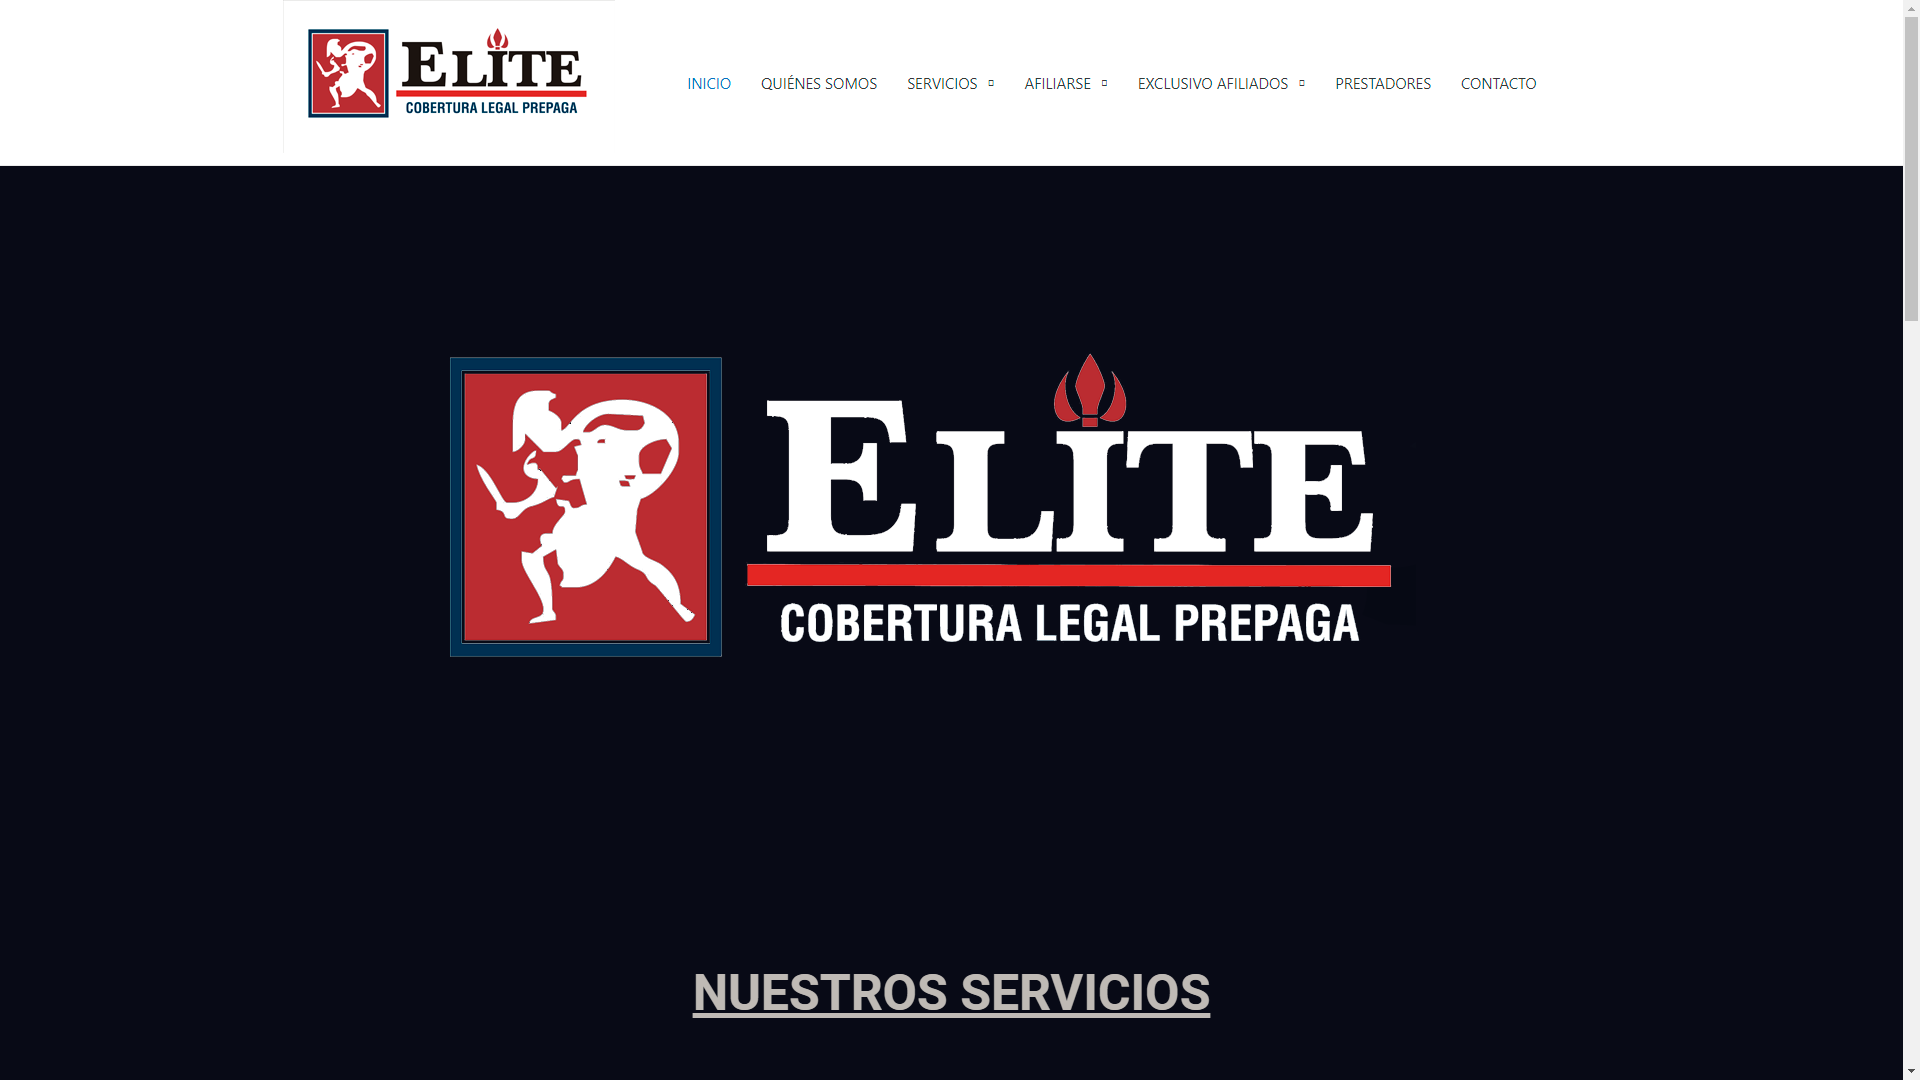 ELITE
COBERTURA LEGAL PREPAGA
INICIO QUIÉNES SOMOS SERVICIOS AFILIARSE EXCLUSIVO AFILIADOS PRESTADORES CONTACTO
ELITE
COBERTURA LEGAL PREPAGA
NUESTROS SERVICIOS